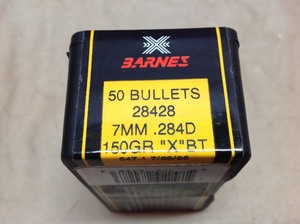 BARNES
50 BULLETS
28428
7MM .284D
150GR "X"BT